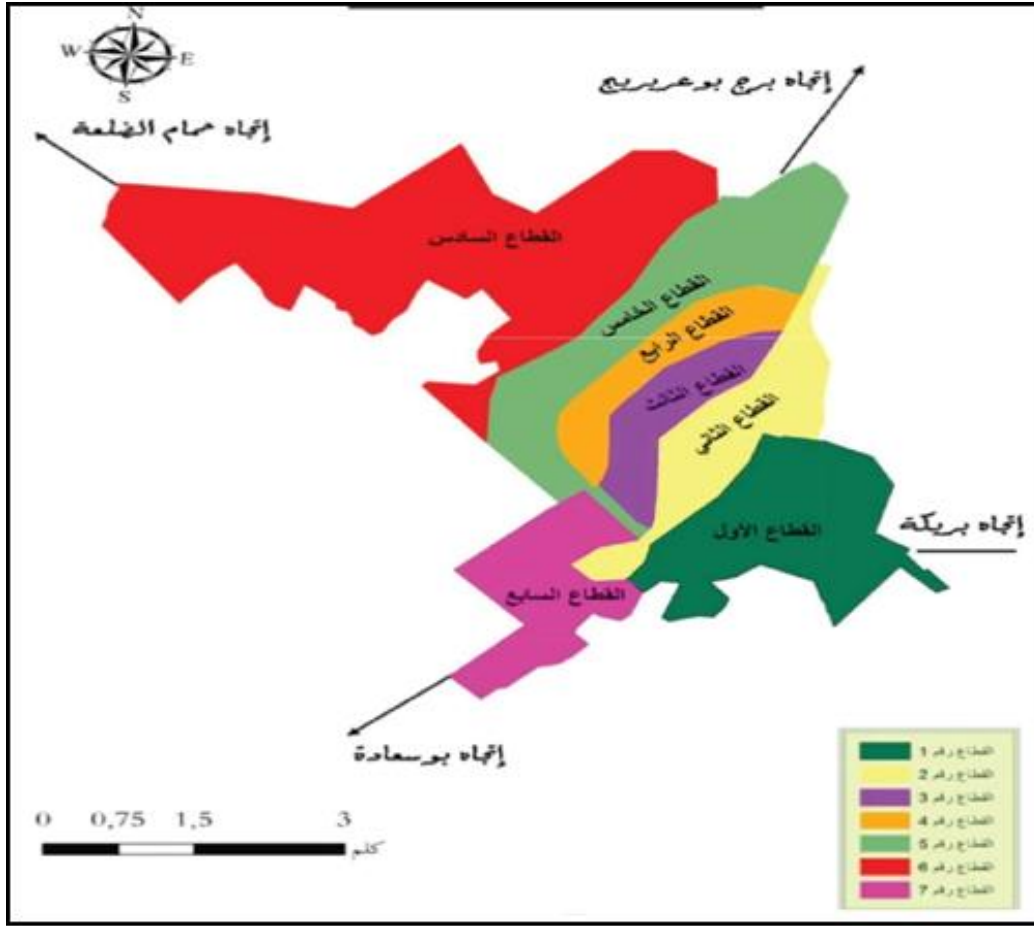 N
W E
S
إتجاه برج بوعريريج
إتجاه حمام الضلعة
القطاع السادس
القطاع الخامس
القطاع الرابع
القطاع الثالث
القطاع الثاني
القطاع الأول
إتجاه بريكة
القطاع السابع
إتجاه بوسعادة
0 0,75 1,5 3
كلم
القطاع رقم 1
القطاع رقم 2
القطاع رقم 3
القطاع رقم 4
القطاع رقم 5
القطاع رقم 6
القطاع رقم 7